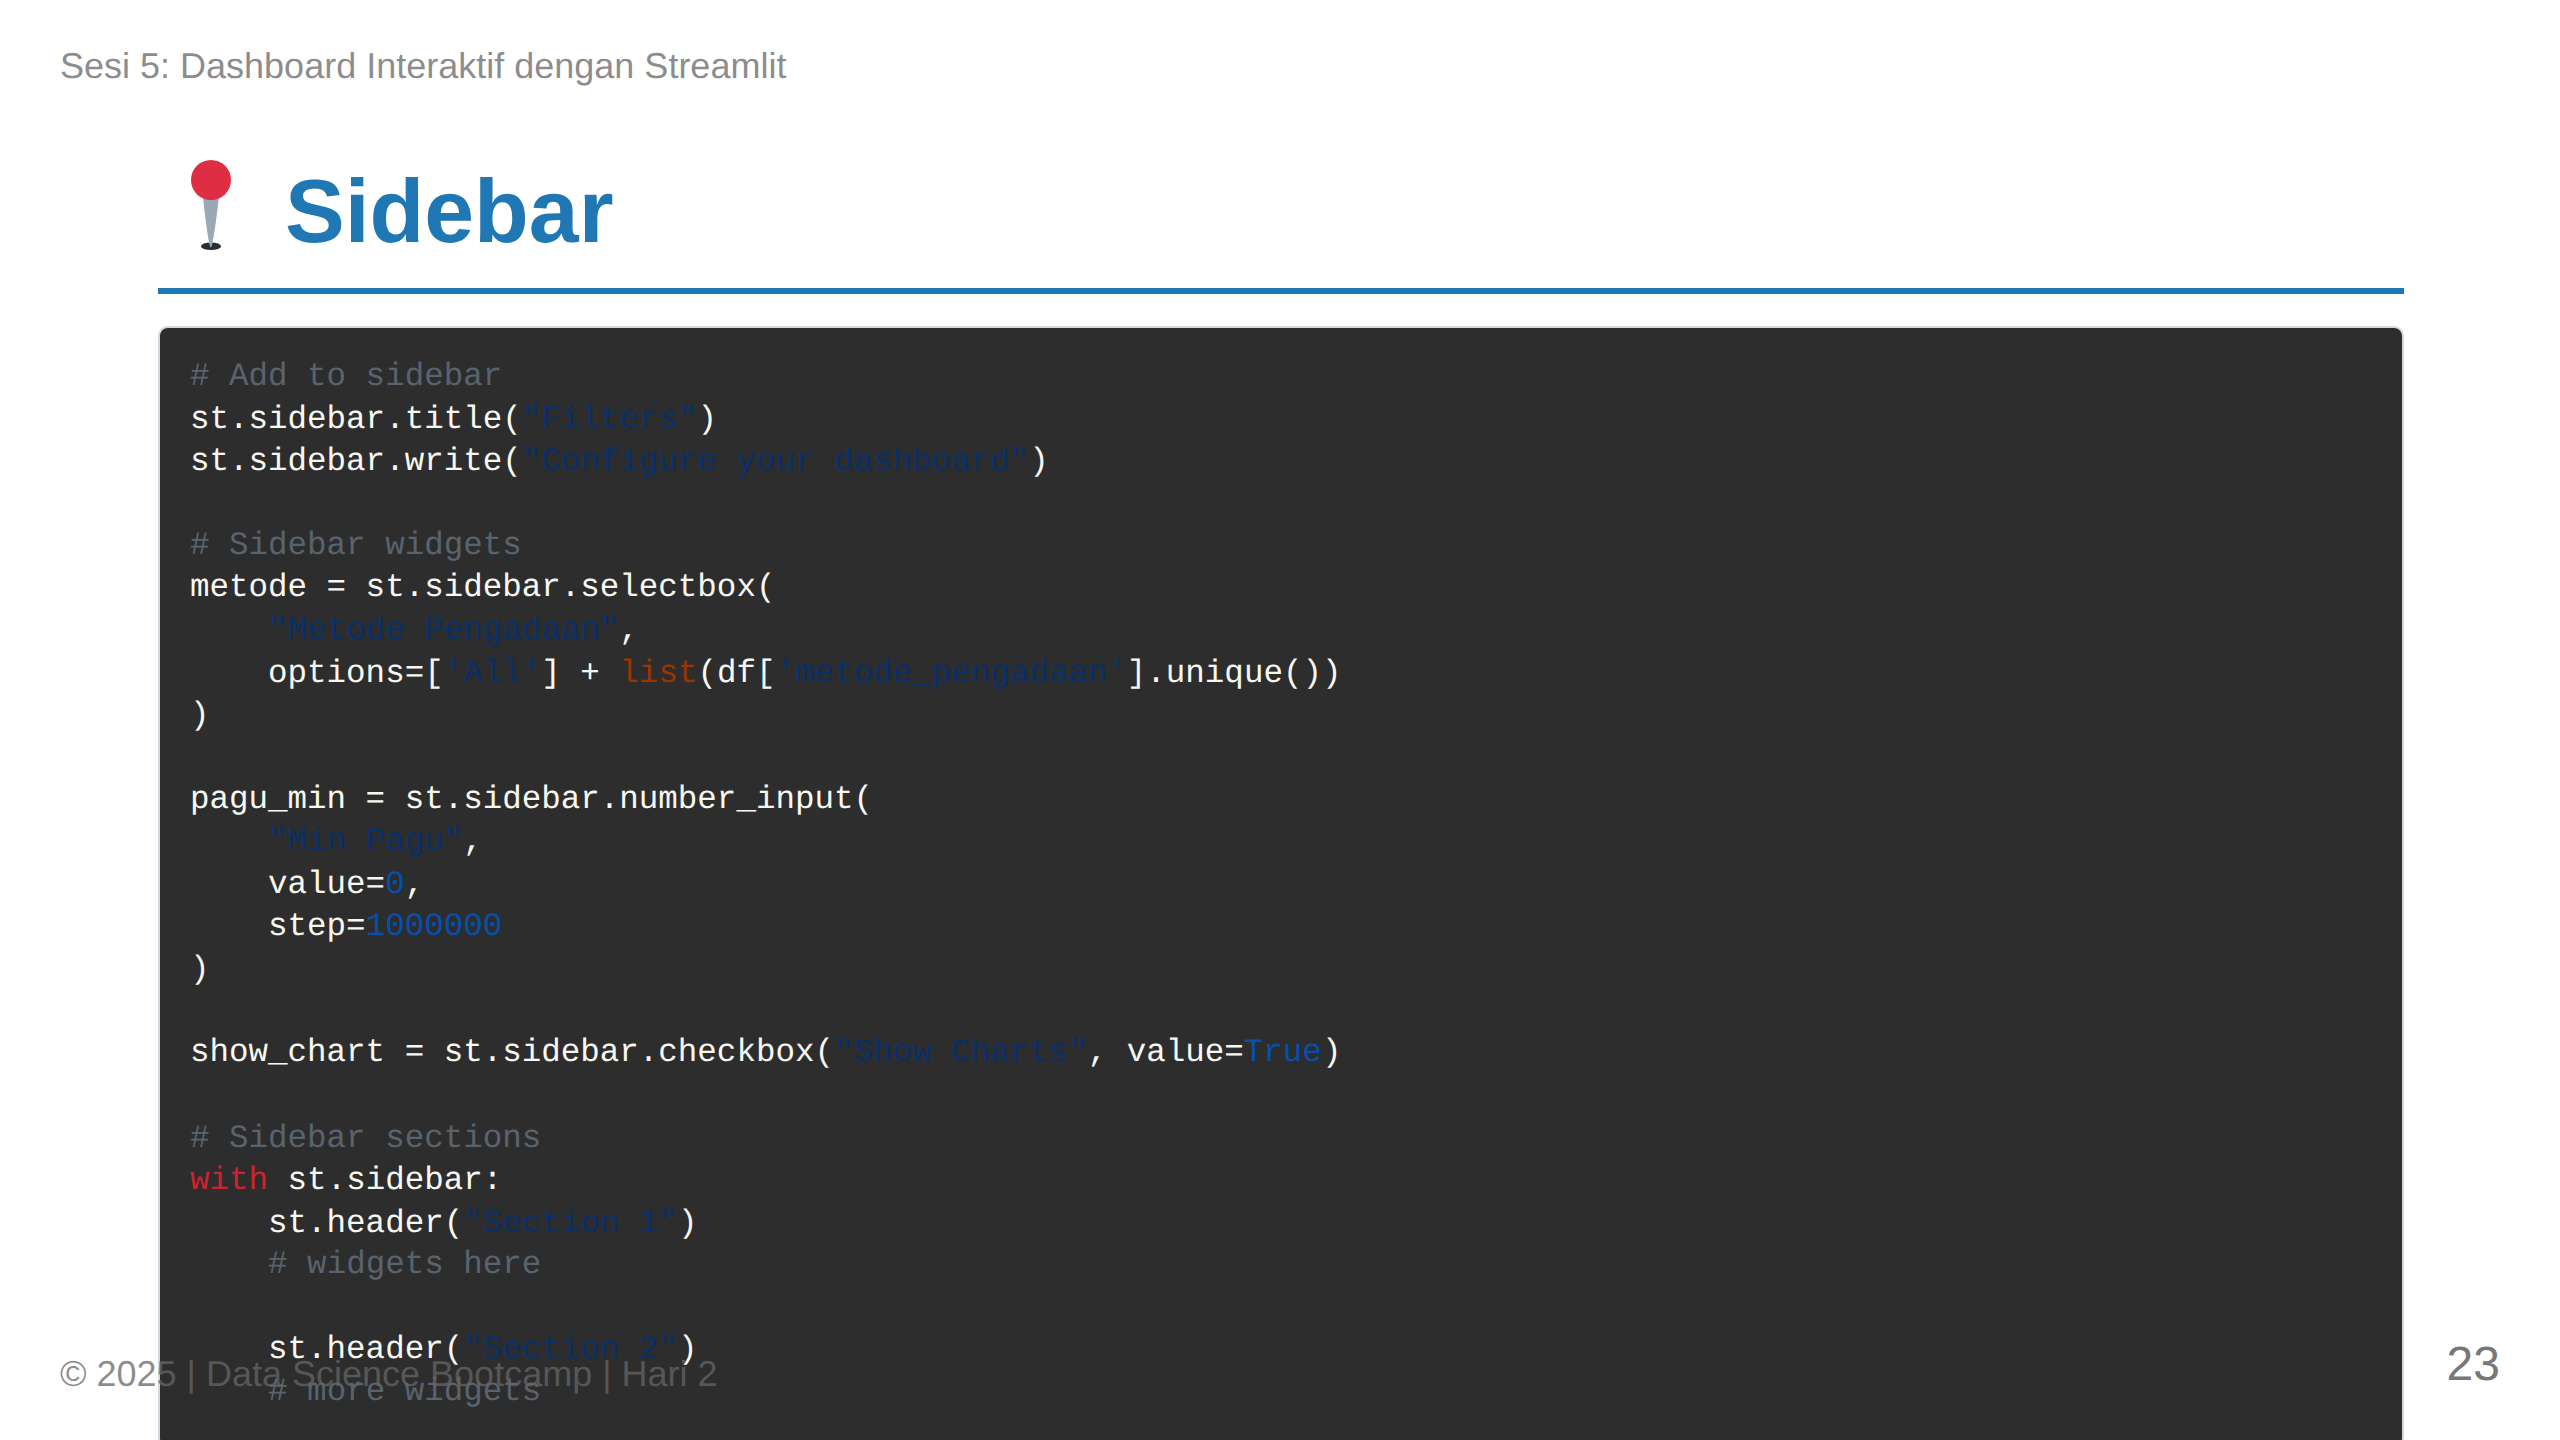 Sesi 5: Dashboard Interaktif dengan Streamlit
Sidebar
# Add to sidebar
st.sidebar.title("Filters")
st.sidebar.write("Configure your dashboard")
# Sidebar widgets
metode = st.sidebar.selectbox(
    "Metode Pengadaan",
    options=['All'] + list(df['metode_pengadaan'].unique())
)
pagu_min = st.sidebar.number_input(
    "Min Pagu",
    value=0,
    step=1000000
)
show_chart = st.sidebar.checkbox("Show Charts", value=True)
# Sidebar sections
with st.sidebar:
    st.header("Section 1")
    # widgets here
    st.header("Section 2")
    # more widgets
© 2025 | Data Science Bootcamp | Hari 2
23